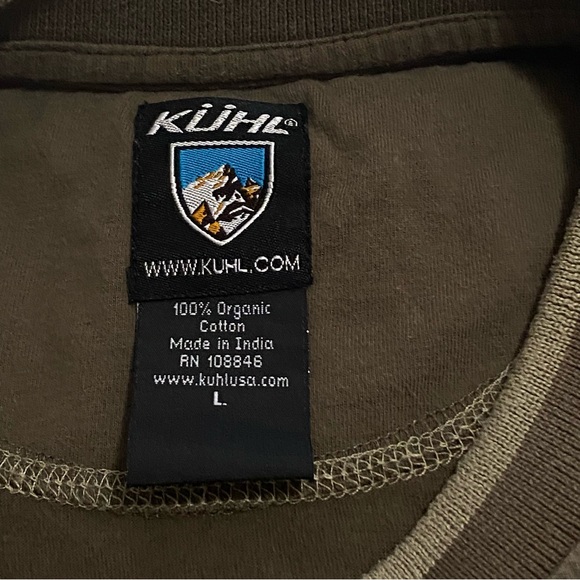 KÜHL®
WWW.KUHL.COM
100% Organic
Cotton
Made in India
RN 108846
www.kuhlusa.com
L.